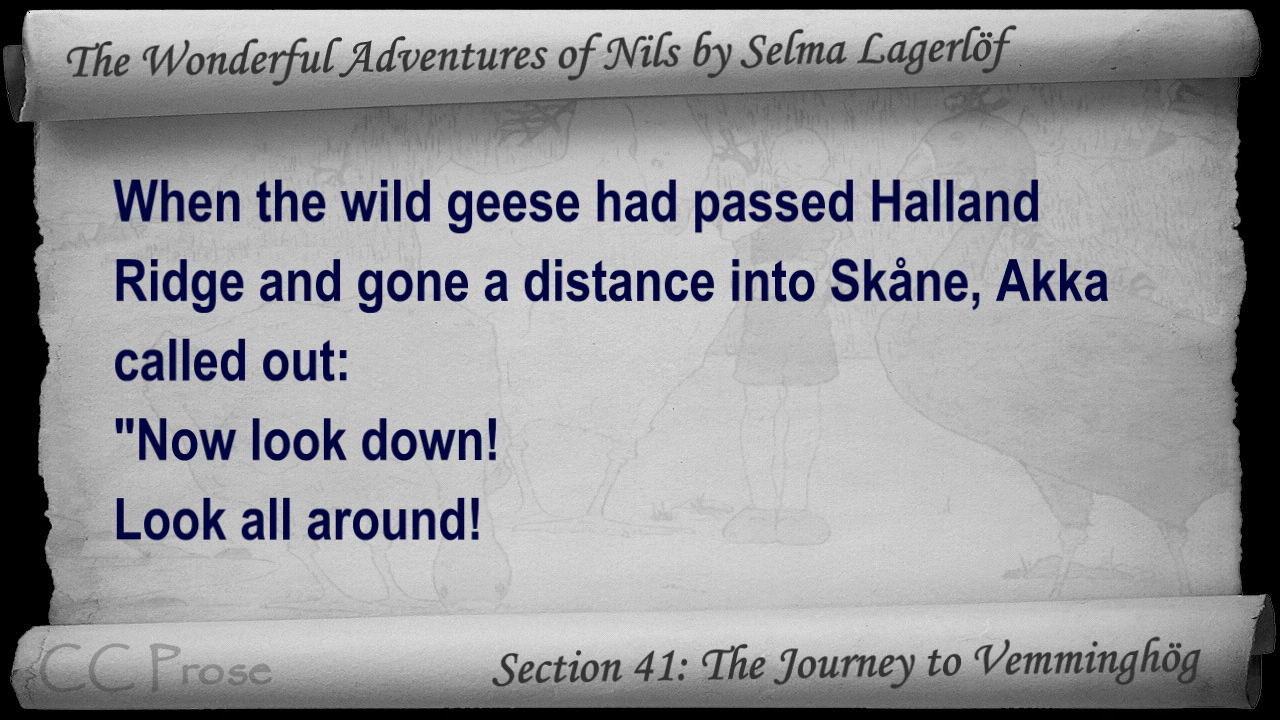 The Wonderful Adventures of Nils by Selma Lagerlöf
When the wild geese had passed Halland
Ridge and gone a distance into Skåne, Akka
called out:
"Now look down!
Look all around!
CC Prose
Section 41: The Journey to Vemminghög